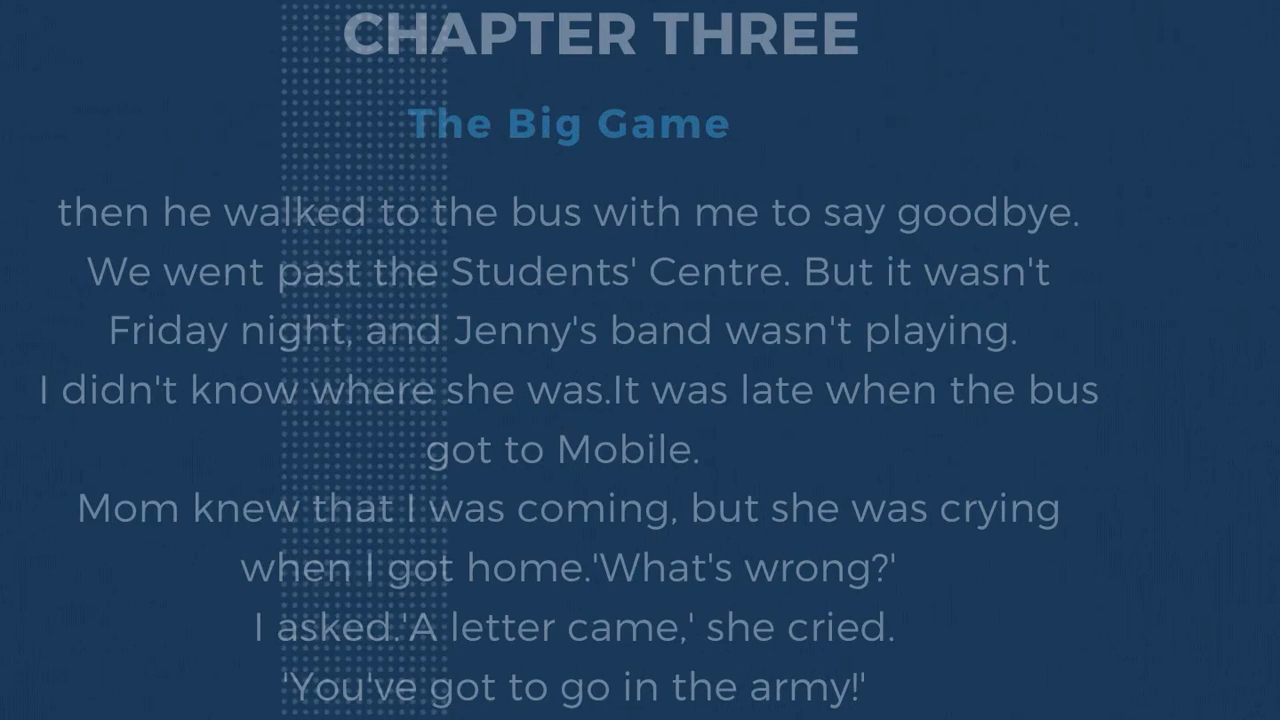 CHAPTER THREE
The Big Game
then he walked to the bus with me to say goodbye.
We went past the Students' Centre. But it wasn't
Friday night, and Jenny's band wasn't playing.
I didn't know where she was.It was late when the bus
got to Mobile.
Mom knew that I was coming, but she was crying
when I got home.'What's wrong?'
I asked.'A letter came,' she cried.
'You've got to go in the army!'